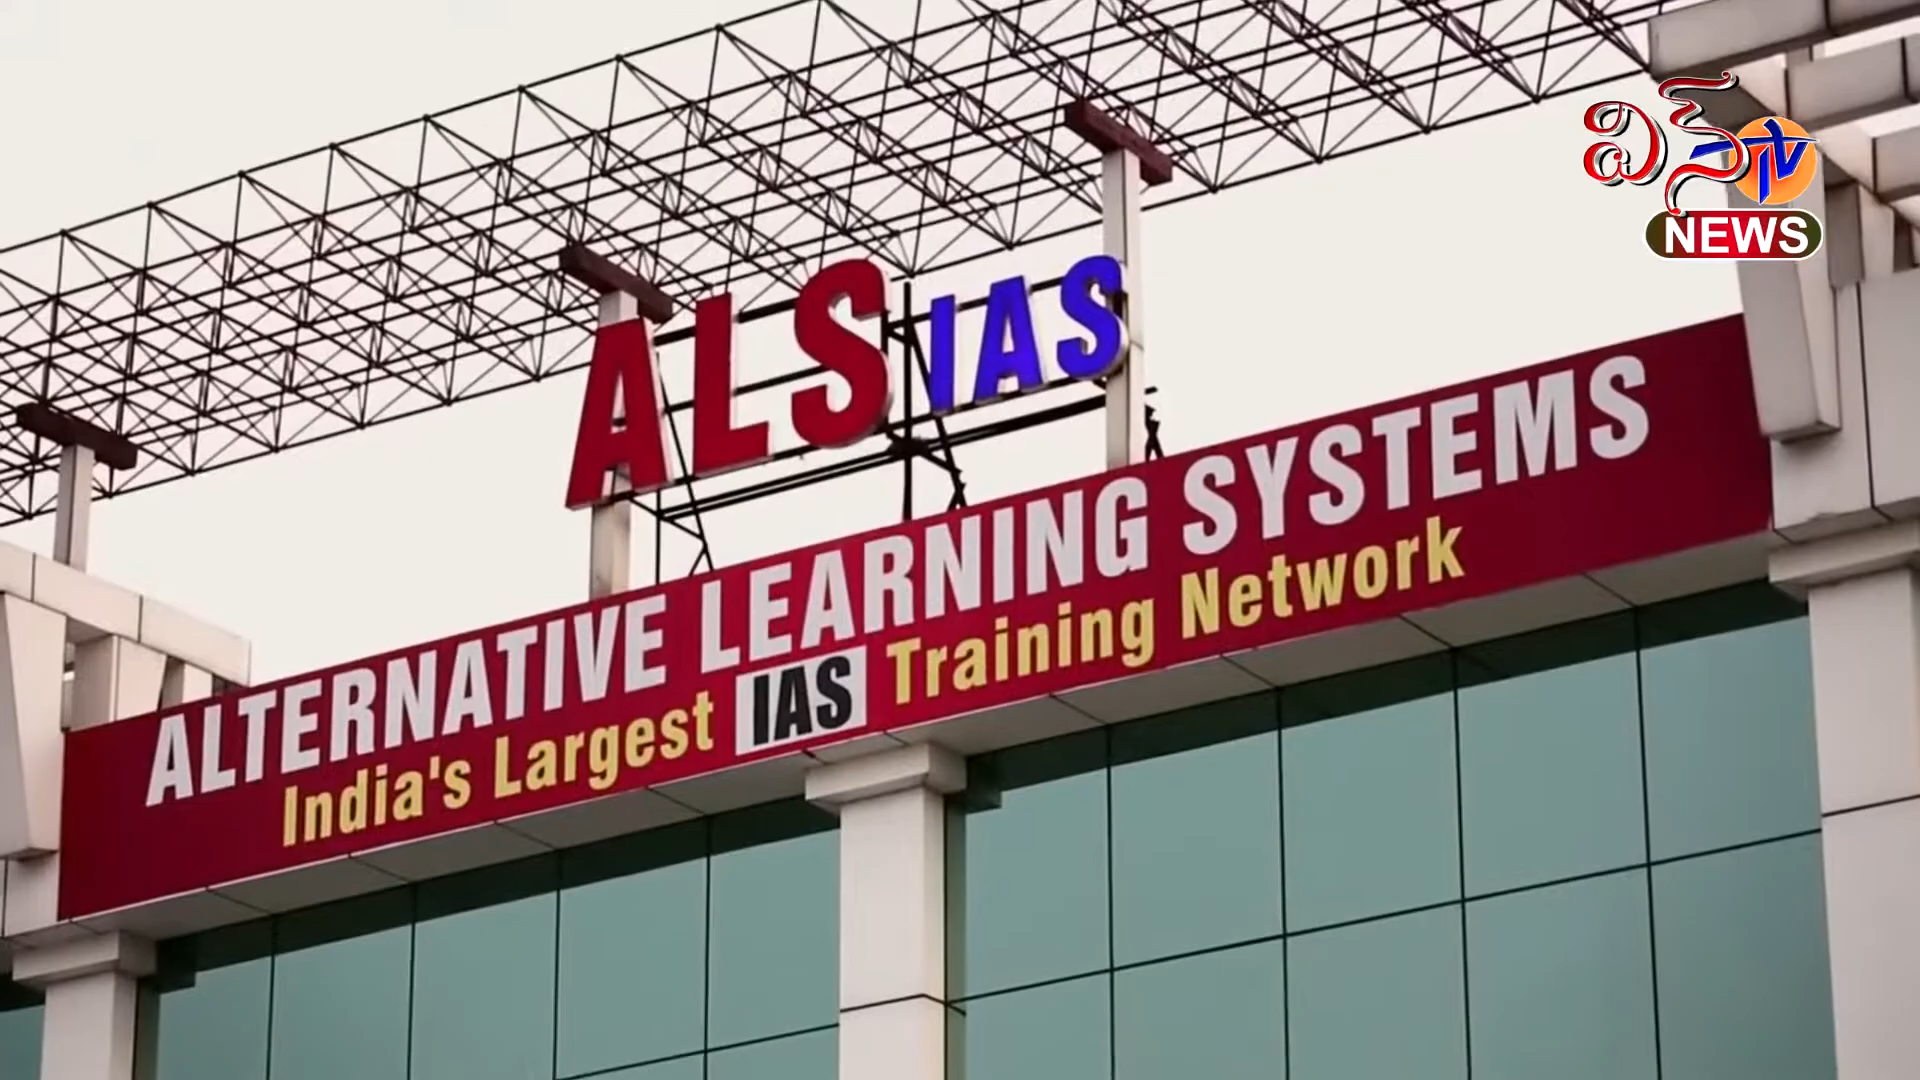 విన్ TV
NEWS
ALS IAS
ALTERNATIVE LEARNING SYSTEMS
India's Largest IAS Training Network